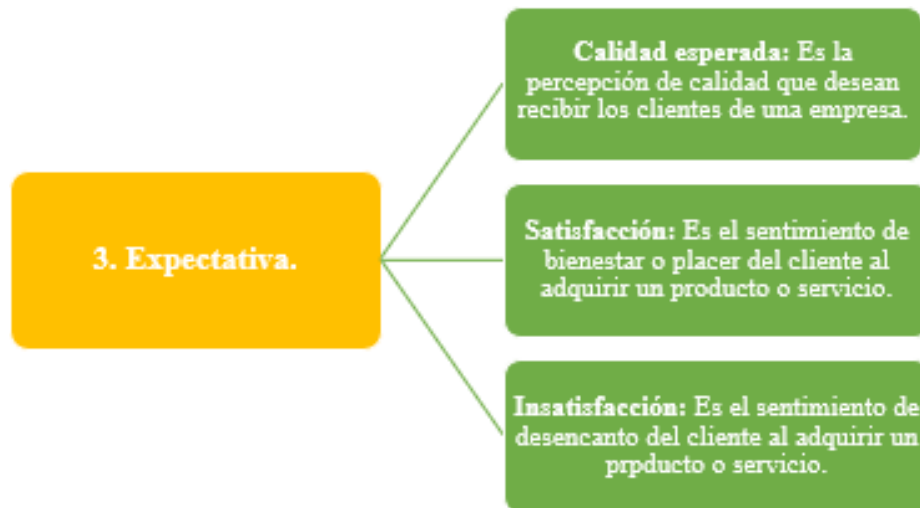 3. Expectativa.
Calidad esperada: Es la
percepción de calidad que desean
recibir los clientes de una empresa.
Satisfacción: Es el sentimiento de
bienestar o placer del cliente al
adquirir un producto o servicio.
Insatisfacción: Es el sentimiento de
desencanto del cliente al adquirir un
prpducto o servicio.